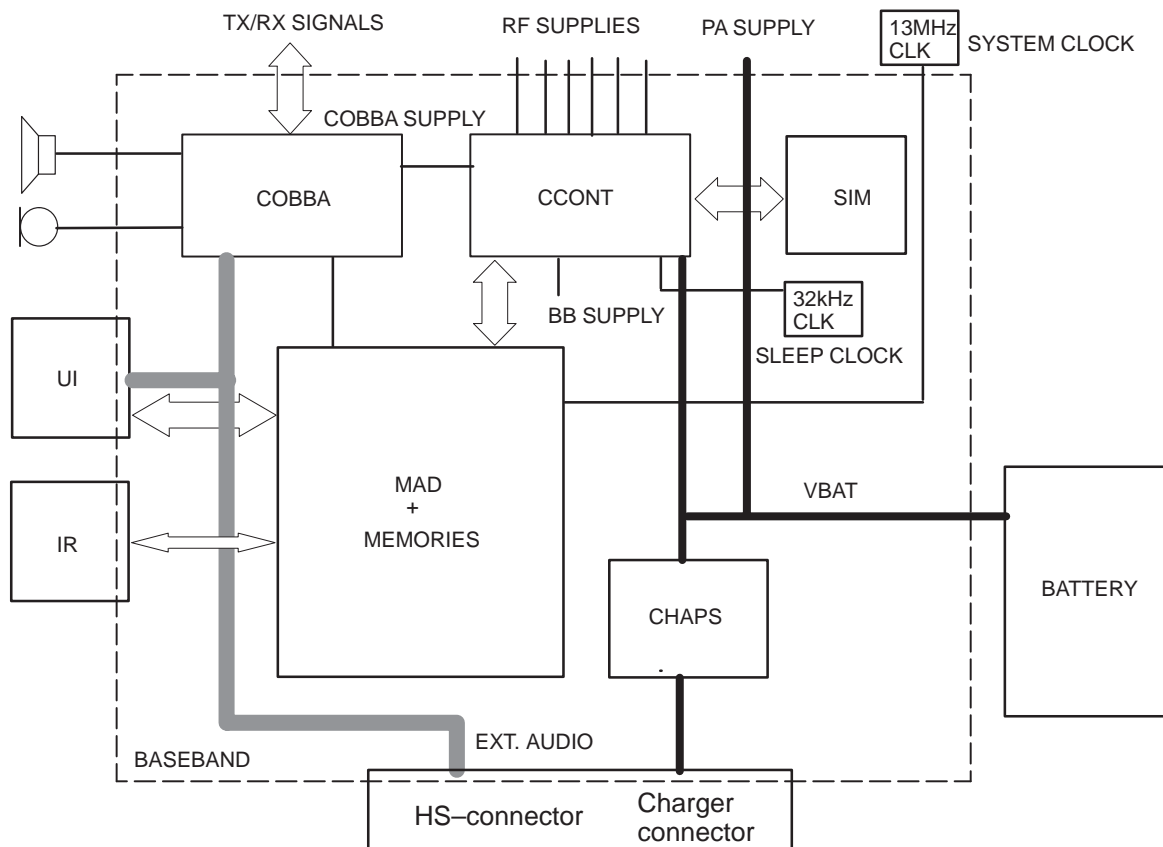 TX/RX SIGNALS
RF SUPPLIES
PA SUPPLY
13MHz
CLK
SYSTEM CLOCK
COBBA SUPPLY
COBBA
CCONT
SIM
BB SUPPLY
32kHz
CLK
SLEEP CLOCK
UI
MAD
+
MEMORIES
VBAT
IR
BATTERY
CHAPS
EXT. AUDIO
BASEBAND
HS–connector
Charger
connector